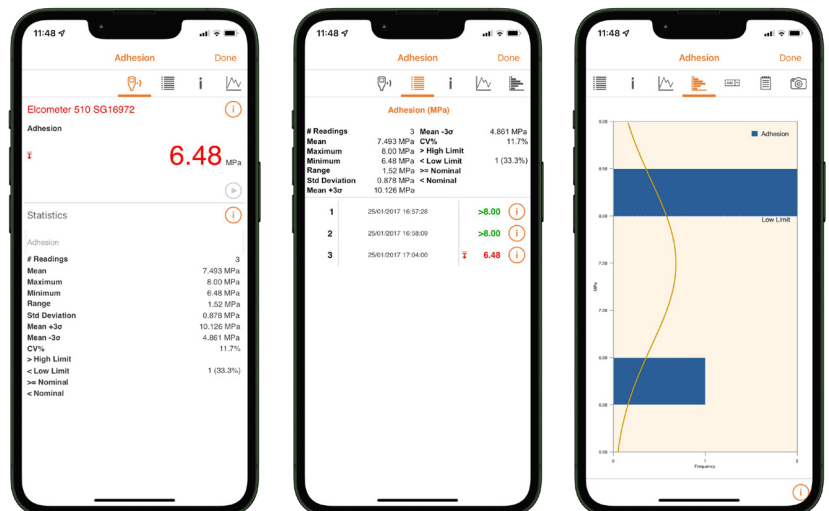 11:48
Adhesion
Done
Elcometer 510 SG16972
Adhesion
6.48 MPa
Statistics
Adhesion
# Readings 3
Mean 7.493 MPa
Maximum 8.00 MPa
Minimum 6.48 MPa
Range 1.52 MPa
Std Deviation 0.878 MPa
Mean +3σ 10.126 MPa
Mean -3σ 4.861 MPa
CV% 11.7%
> High Limit
< Low Limit 1 (33.3%)
>= Nominal
< Nominal
11:48
Adhesion
Done
Adhesion (MPa)
# Readings 3 Mean -3σ 4.861 MPa
Mean 7.493 MPa CV% 11.7%
Maximum 8.00 MPa > High Limit
Minimum 6.48 MPa < Low Limit 1 (33.3%)
Range 1.52 MPa >= Nominal
Std Deviation 0.878 MPa < Nominal
Mean +3σ 10.126 MPa
1 25/01/2017 16:57:28 >8.00
2 25/01/2017 16:58:09 >8.00
3 25/01/2017 17:04:00 6.48
11:48
Adhesion
Done
Adhesion
Low Limit
MPa
0 1 2
Frequency